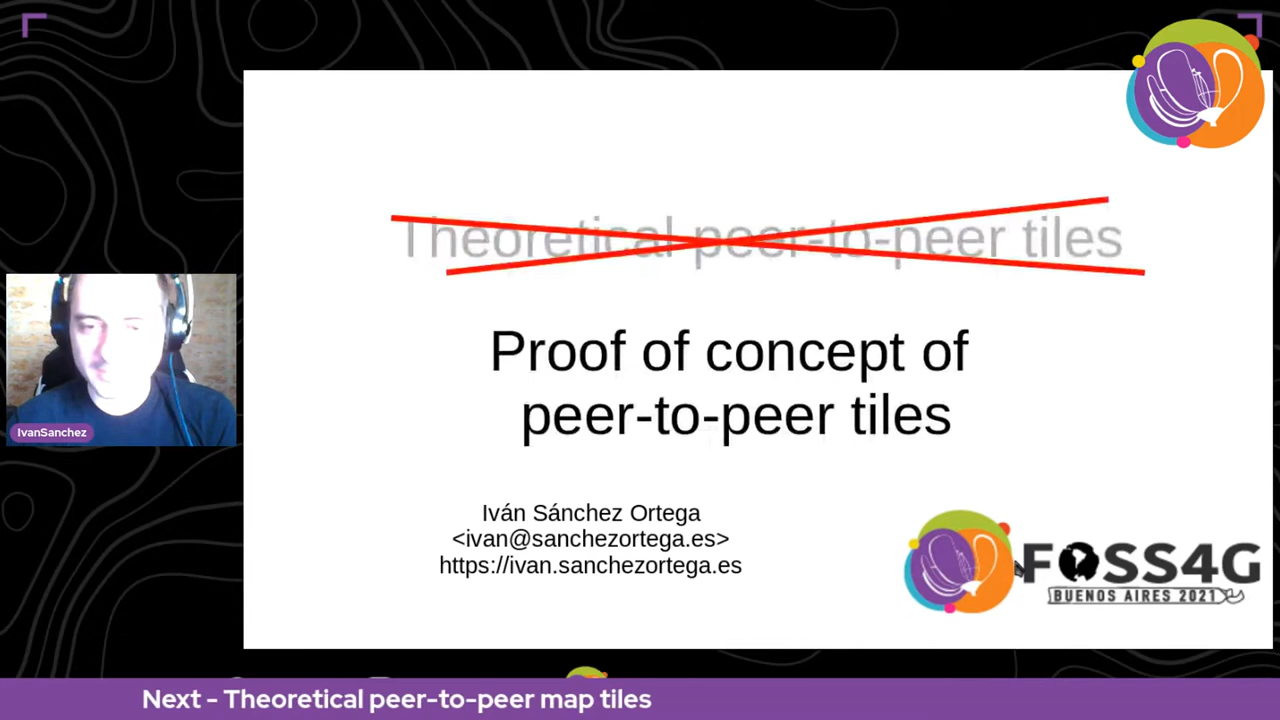 Theoretical peer-to-peer tiles
Proof of concept of
peer-to-peer tiles
Iván Sánchez Ortega
<ivan@sanchezortega.es>
https://ivan.sanchezortega.es
FOSS4G
BUENOS AIRES 2021
IvanSanchez
Next - Theoretical peer-to-peer map tiles